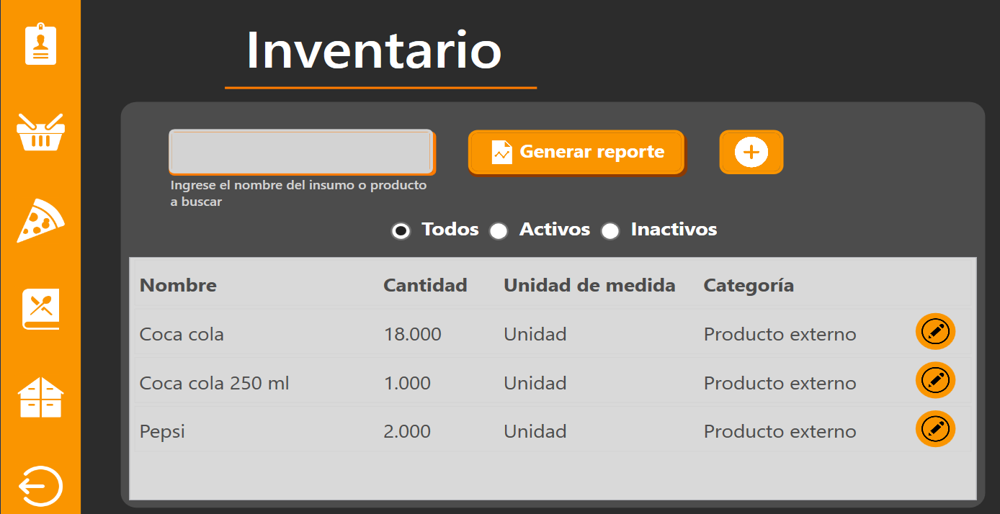 Inventario
Generar reporte
Ingrese el nombre del insumo o producto
a buscar
Todos Activos Inactivos
Nombre Cantidad Unidad de medida Categoría
Coca cola 18.000 Unidad Producto externo
Coca cola 250 ml 1.000 Unidad Producto externo
Pepsi 2.000 Unidad Producto externo